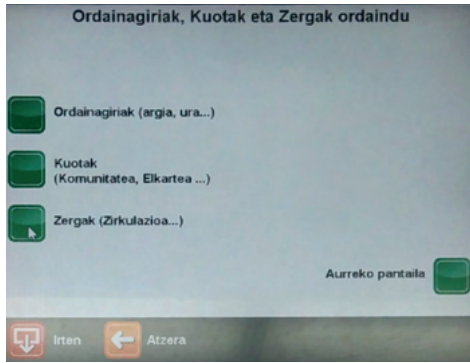 Ordainagiriak, Kuotak eta Zergak ordaindu
Ordainagiriak (argia, ura...)
Kuotak
(Komunitatea, Elkartea ...)
Zergak (Zirkulazioa...)
Aurreko pantaila
Irten
Atzera